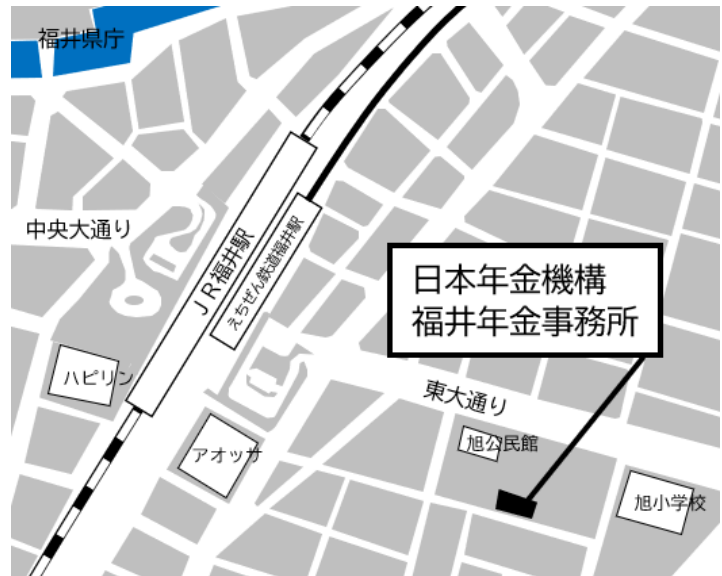 福井県庁
中央大通り
ＪＲ福井駅
えちぜん鉄道福井駅
日本年金機構
福井年金事務所
ハピリン
東大通り
アオッサ
旭公民館
旭小学校